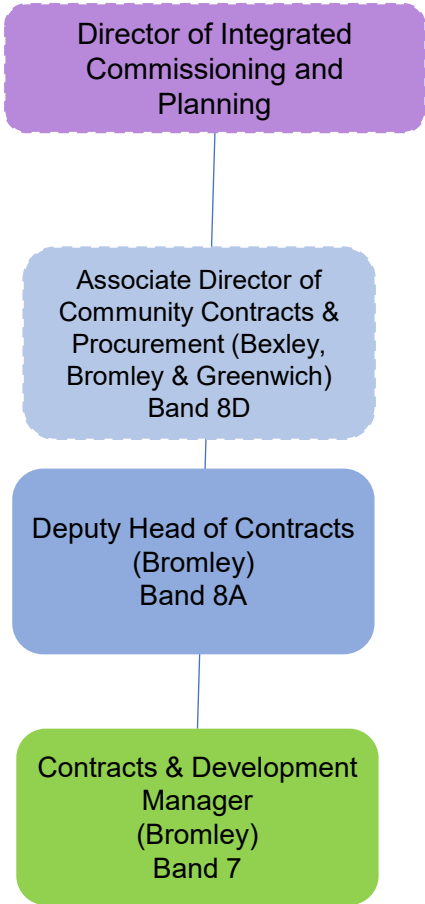 Director of Integrated
Commissioning and
Planning
Associate Director of
Community Contracts &
Procurement (Bexley,
Bromley & Greenwich)
Band 8D
Deputy Head of Contracts
(Bromley)
Band 8A
Contracts & Development
Manager
(Bromley)
Band 7